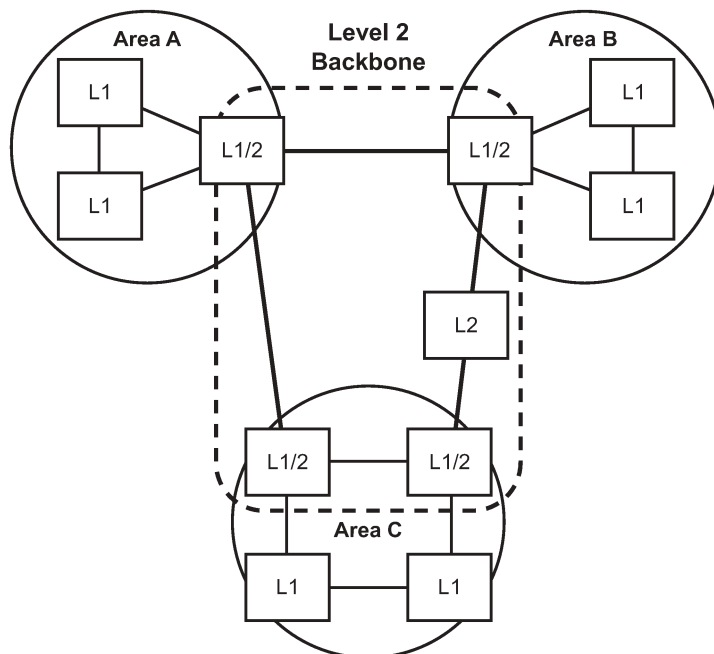 Area A
Level 2
Backbone
Area B
L1
L1
L1/2
L1/2
L1
L1
L2
L1/2
L1/2
Area C
L1
L1